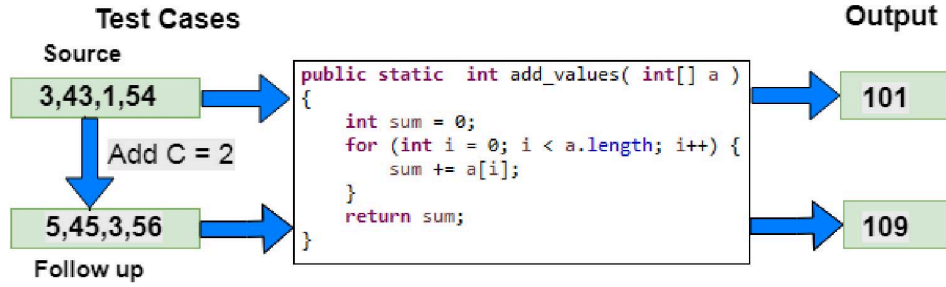 Test Cases
Output
Source
3,43,1,54
Add C = 2
5,45,3,56
Follow up
public static  int add_values( int[] a )
{
    int sum = 0;
    for (int i = 0; i < a.length; i++) {
        sum += a[i];
    }
    return sum;
}
101
109